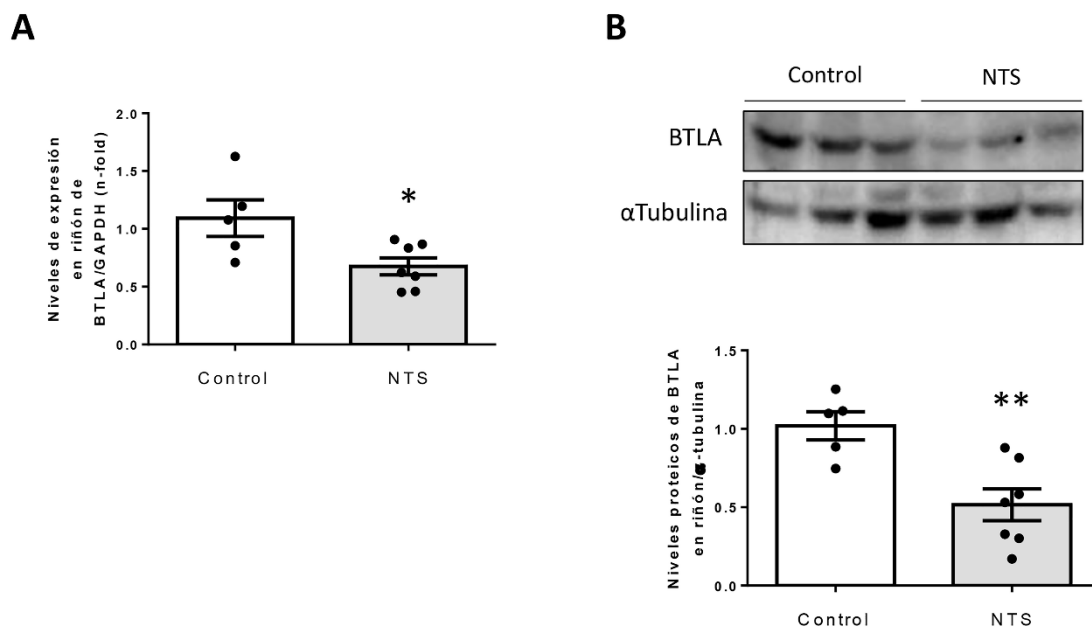 A
Niveles de expresión
en riñón de
BTLA/GAPDH (n-fold)
2.0
1.5
1.0
0.5
0.0
*
Control
NTS
B
Control
NTS
BTLA
αTubulina
Niveles proteicos de BTLA
en riñón/α-tubulina
1.5
1.0
0.5
0.0
**
Control
NTS